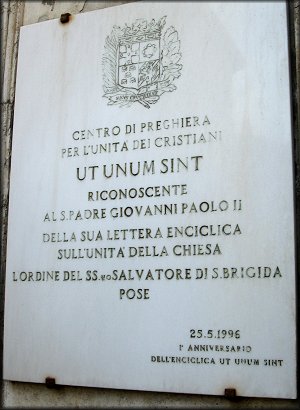 CENTRO DI PREGHIERA
PER L'UNITA' DEI CRISTIANI
UT UNUM SINT
RICONOSCENTE
AL S.PADRE GIOVANNI PAOLO II
DELLA SUA LETTERA ENCICLICA
SULL'UNITA' DELLA CHIESA
L'ORDINE DEL SS.MO SALVATORE DI S.BRIGIDA
POSE
25.5.1996
I° ANNIVERSARIO
DELL'ENCICLICA UT UNUM SINT